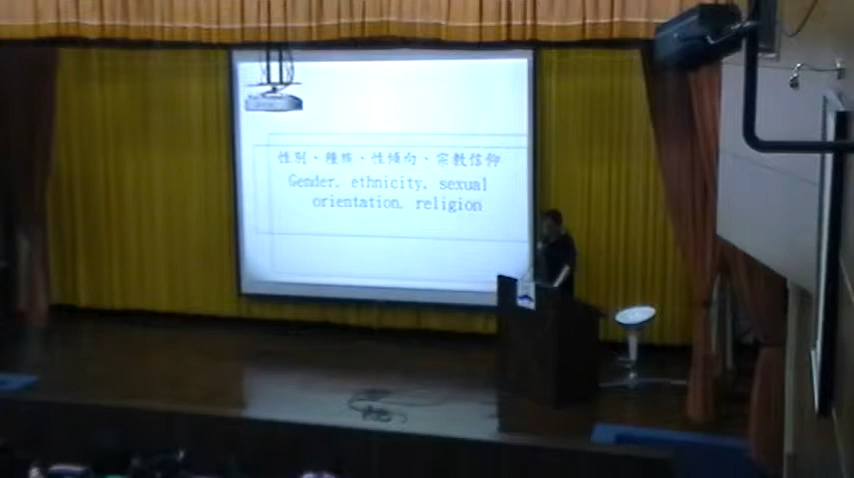 性別、種族、性傾向、宗教信仰
Gender, ethnicity, sexual
orientation, religion